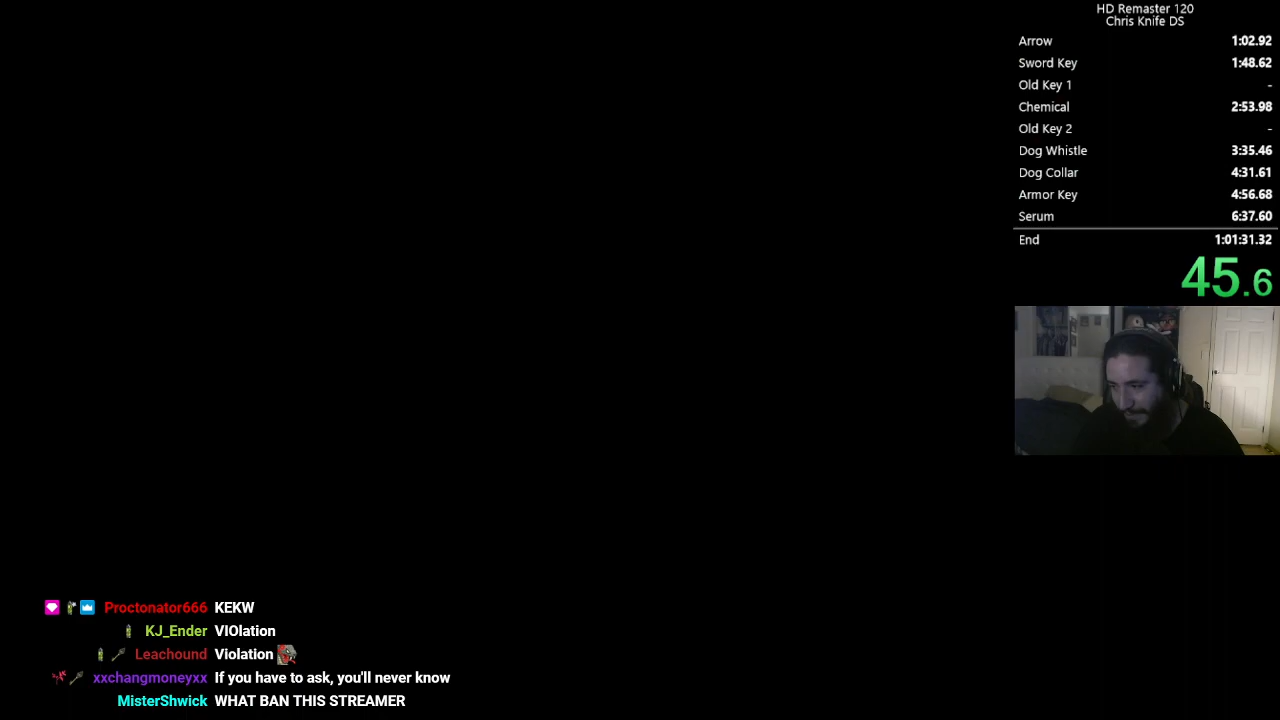 HD Remaster 120
Chris Knife DS
Arrow 1:02.92
Sword Key 1:48.62
Old Key 1 -
Chemical 2:53.98
Old Key 2 -
Dog Whistle 3:35.46
Dog Collar 4:31.61
Armor Key 4:56.68
Serum 6:37.60
End 1:01:31.32
45.6
Proctonator666 KEKW
KJ_Ender VIOlation
Leachound Violation
xxchangmoneyxx If you have to ask, you'll never know
MisterShwick WHAT BAN THIS STREAMER